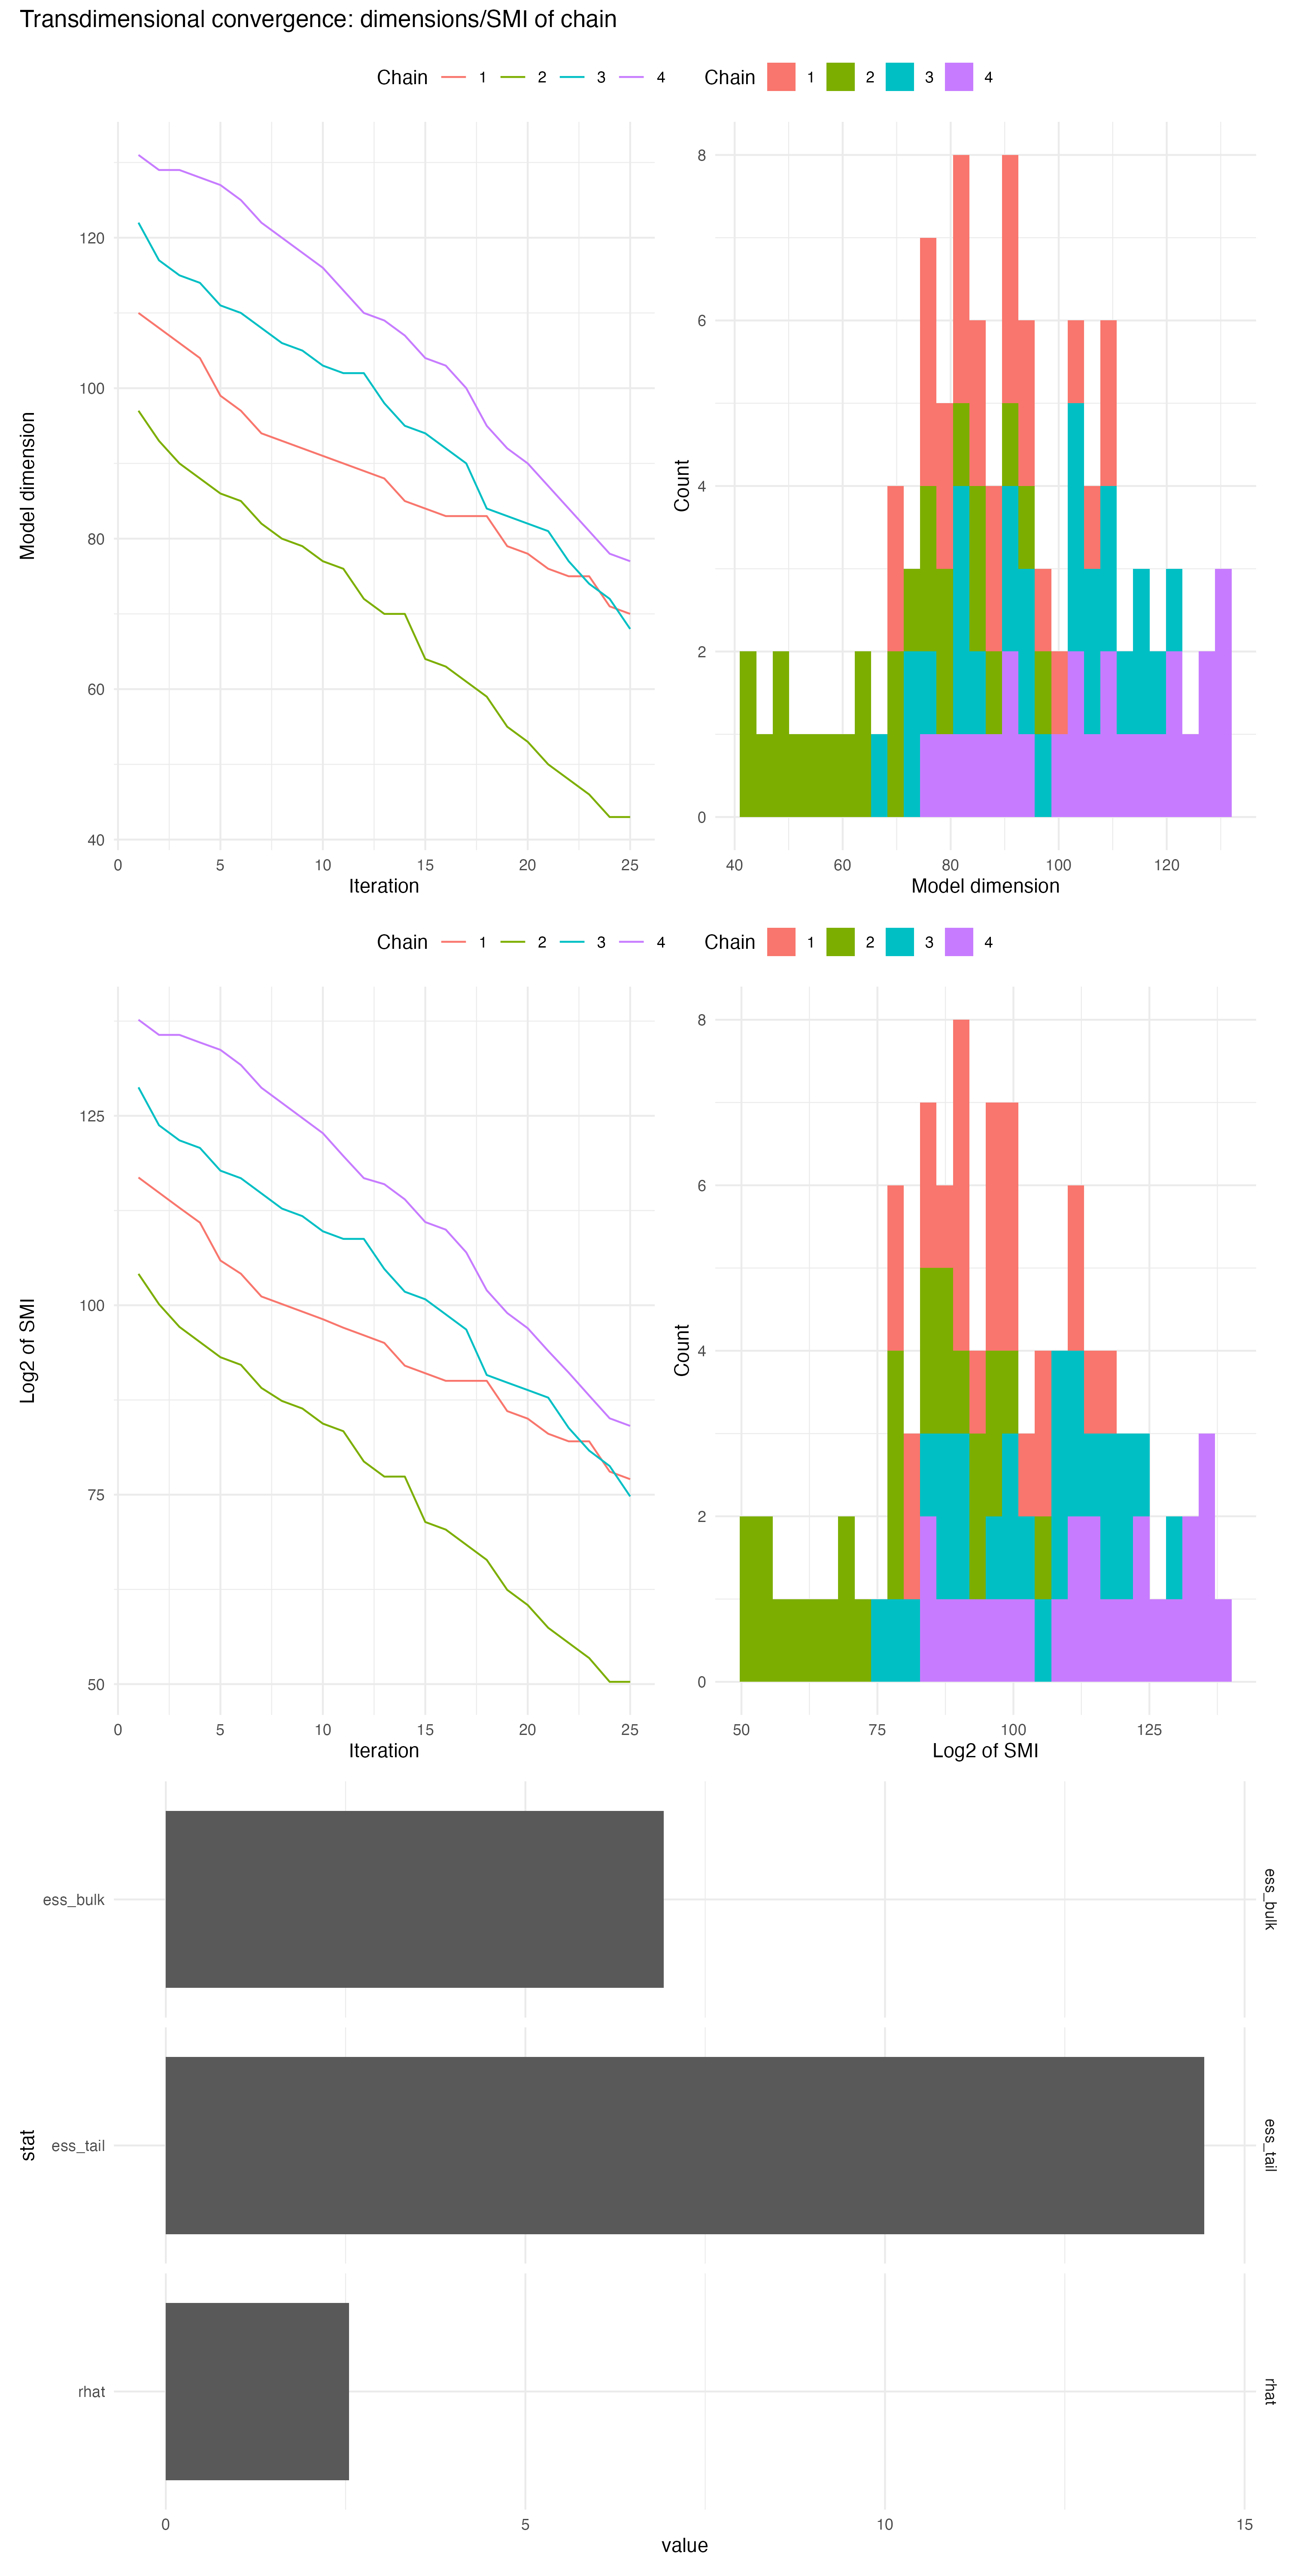 Transdimensional convergence: dimensions/SMI of chain
Chain 1 2 3 4 Chain 1 2 3 4
120
100
80
60
40
Model dimension
0 5 10 15 20 25
Iteration
8
6
4
2
0
Count
40 60 80 100 120
Model dimension
Chain 1 2 3 4 Chain 1 2 3 4
125
100
75
50
Log2 of SMI
0 5 10 15 20 25
Iteration
8
6
4
2
0
Count
50 75 100 125
Log2 of SMI
ess_bulk
ess_bulk
stat
ess_tail
ess_tail
rhat
rhat
0 5 10 15
value